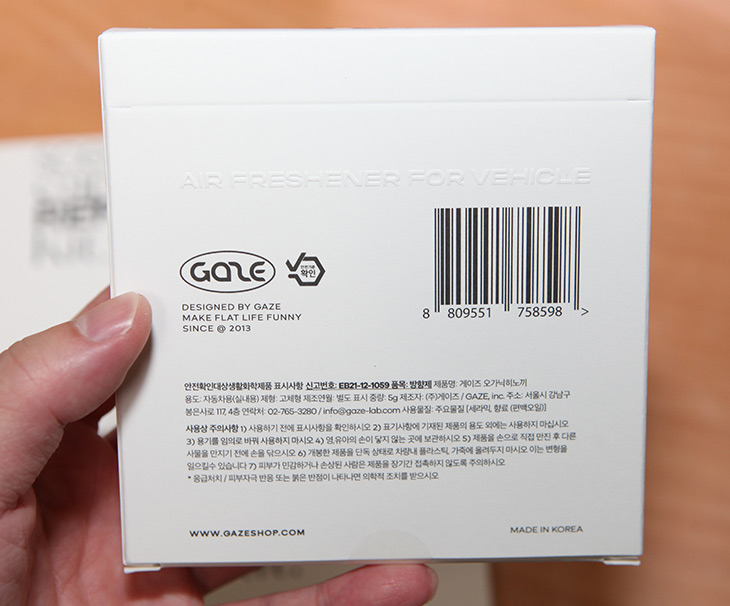 AIR FRESHENER FOR VEHICLE
GAZE
안전기준
확인
DESIGNED BY GAZE
MAKE FLAT LIFE FUNNY
SINCE @ 2013
8 809551 758598 >
안전확인대상생활화학제품 표시사항 신고번호: EB21-12-1059 품목: 방향제 제품명: 게이즈 오가닉히노끼
용도: 자동차용(실내용) 제형: 고체형 제조연월: 별도 표시 중량: 5g 제조자: (주)게이즈 / GAZE, inc. 주소: 서울시 강남구
봉은사로 117, 4층 연락처: 02-765-3280 / info@gaze-lab.com 사용물질: 주요물질 [세라믹, 향료 (편백오일)]
사용상 주의사항 1) 사용하기 전에 표시사항을 확인하십시오 2) 표기사항에 기재된 제품의 용도 외에는 사용하지 마십시오
3) 용기를 임의로 바꿔 사용하지 마시오 4) 영,유아의 손이 닿지 않는 곳에 보관하십시오 5) 제품을 손으로 직접 만진 후 다른
사물을 만지기 전에 손을 닦으시오 6) 개봉한 제품을 단독 상태로 차량내 플라스틱, 가죽에 올려두지 마시오 이는 변형을
일으킬수 있습니다 7) 피부가 민감하거나 손상된 사람은 제품을 장기간 접촉하지 않도록 주의하시오
* 응급처치 / 피부자극 반응 또는 붉은 반점이 나타나면 의학적 조치를 받으시오
WWW.GAZESHOP.COM
MADE IN KOREA